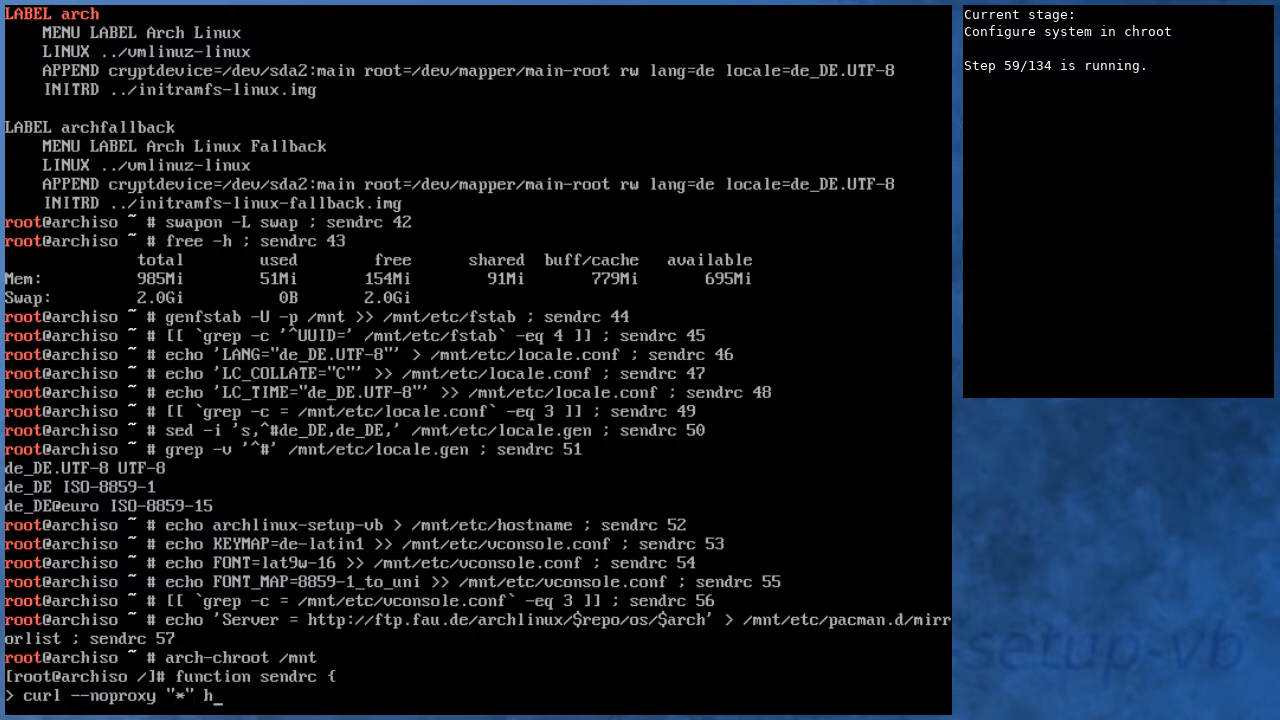 LABEL arch
    MENU LABEL Arch Linux
    LINUX ../vmlinuz-linux
    APPEND cryptdevice=/dev/sda2:main root=/dev/mapper/main-root rw lang=de locale=de_DE.UTF-8
    INITRD ../initramfs-linux.img

LABEL archfallback
    MENU LABEL Arch Linux Fallback
    LINUX ../vmlinuz-linux
    APPEND cryptdevice=/dev/sda2:main root=/dev/mapper/main-root rw lang=de locale=de_DE.UTF-8
    INITRD ../initramfs-linux-fallback.img
root@archiso ~ # swapon -L swap ; sendrc 42
root@archiso ~ # free -h ; sendrc 43
              total        used        free      shared  buff/cache   available
Mem:          985Mi        51Mi       154Mi        91Mi       779Mi       695Mi
Swap:         2.0Gi          0B       2.0Gi
root@archiso ~ # genfstab -U -p /mnt >> /mnt/etc/fstab ; sendrc 44
root@archiso ~ # [[ `grep -c '^UUID=' /mnt/etc/fstab` -eq 4 ]] ; sendrc 45
root@archiso ~ # echo 'LANG="de_DE.UTF-8"' > /mnt/etc/locale.conf ; sendrc 46
root@archiso ~ # echo 'LC_COLLATE="C"' >> /mnt/etc/locale.conf ; sendrc 47
root@archiso ~ # echo 'LC_TIME="de_DE.UTF-8"' >> /mnt/etc/locale.conf ; sendrc 48
root@archiso ~ # [[ `grep -c = /mnt/etc/locale.conf` -eq 3 ]] ; sendrc 49
root@archiso ~ # sed -i 's,^#de_DE,de_DE,' /mnt/etc/locale.gen ; sendrc 50
root@archiso ~ # grep -v '^#' /mnt/etc/locale.gen ; sendrc 51
de_DE.UTF-8 UTF-8
de_DE ISO-8859-1
de_DE@euro ISO-8859-15
root@archiso ~ # echo archlinux-setup-vb > /mnt/etc/hostname ; sendrc 52
root@archiso ~ # echo KEYMAP=de-latin1 >> /mnt/etc/vconsole.conf ; sendrc 53
root@archiso ~ # echo FONT=lat9w-16 >> /mnt/etc/vconsole.conf ; sendrc 54
root@archiso ~ # echo FONT_MAP=8859-1_to_uni >> /mnt/etc/vconsole.conf ; sendrc 55
root@archiso ~ # [[ `grep -c = /mnt/etc/vconsole.conf` -eq 3 ]] ; sendrc 56
root@archiso ~ # echo 'Server = http://ftp.fau.de/archlinux/$repo/os/$arch' > /mnt/etc/pacman.d/mirr
orlist ; sendrc 57
root@archiso ~ # arch-chroot /mnt
[root@archiso /]# function sendrc {
> curl --noproxy "*" h_
Current stage:
Configure system in chroot

Step 59/134 is running.
setup-vb